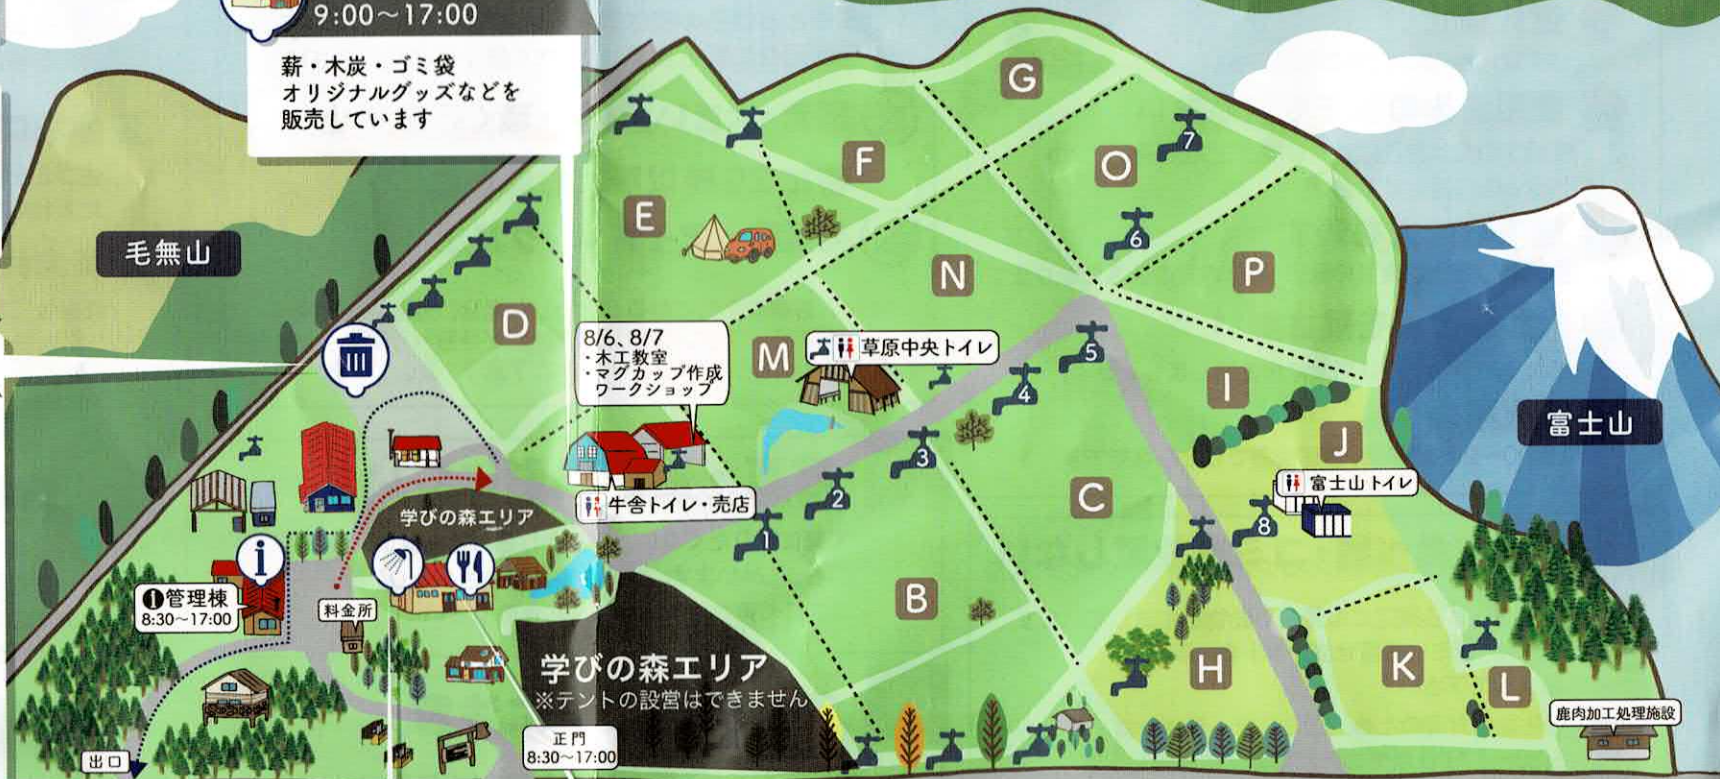 9:00～17:00
薪・木炭・ゴミ袋
オリジナルグッズなどを
販売しています
毛無山
G
F
O
7
E
6
N
P
D
8/6、8/7
・木工教室
・マグカップ作成
ワークショップ
M
草原中央トイレ
5
I
4
富士山
J
3
C
富士山トイレ
2
牛舎トイレ・売店
学びの森エリア
1
8
i
i管理棟
8:30～17:00
料金所
B
学びの森エリア
※テントの設営はできません
H
K
L
鹿肉加工処理施設
正門
8:30～17:00
出口